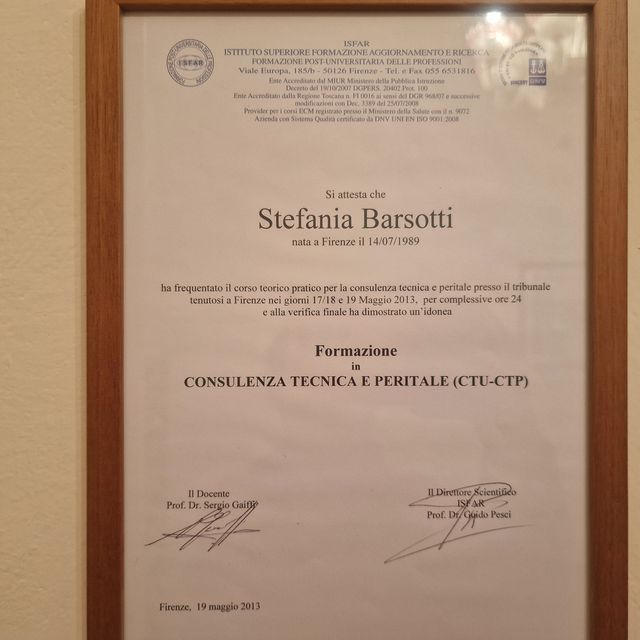 ISFAR
ISTITUTO SUPERIORE FORMAZIONE AGGIORNAMENTO E RICERCA
FORMAZIONE POST-UNIVERSITARIA DELLE PROFESSIONI
Viale Europa, 185/b - 50126 Firenze - Tel. e Fax 055 6531816
Ente Accreditato dal MIUR Ministero della Pubblica Istruzione
Decreto del 19/10/2007 DGPERS. 20402 Prot. 100
Ente Accreditato dalla Regione Toscana n. FI 0016 ai sensi del DGR 968/07 e successive
modificazioni con Dec. 3389 del 25/07/2008
Provider per i corsi ECM registrato presso il Ministero della Salute con il n. 9072
Azienda con Sistema Qualità certificato da DNV UNI EN ISO 9001:2008
ISFAR
DNV
Si attesta che
Stefania Barsotti
nata a Firenze il 14/07/1989
ha frequentato il corso teorico pratico per la consulenza tecnica e peritale presso il tribunale
tenutosi a Firenze nei giorni 17/18 e 19 Maggio 2013, per complessive ore 24
e alla verifica finale ha dimostrato un'idonea
Formazione
in
CONSULENZA TECNICA E PERITALE (CTU-CTP)
Il Docente
Prof. Dr. Sergio Gaiffi
Il Direttore Scientifico
ISFAR
Prof. Dr. Guido Pesci
Firenze, 19 maggio 2013